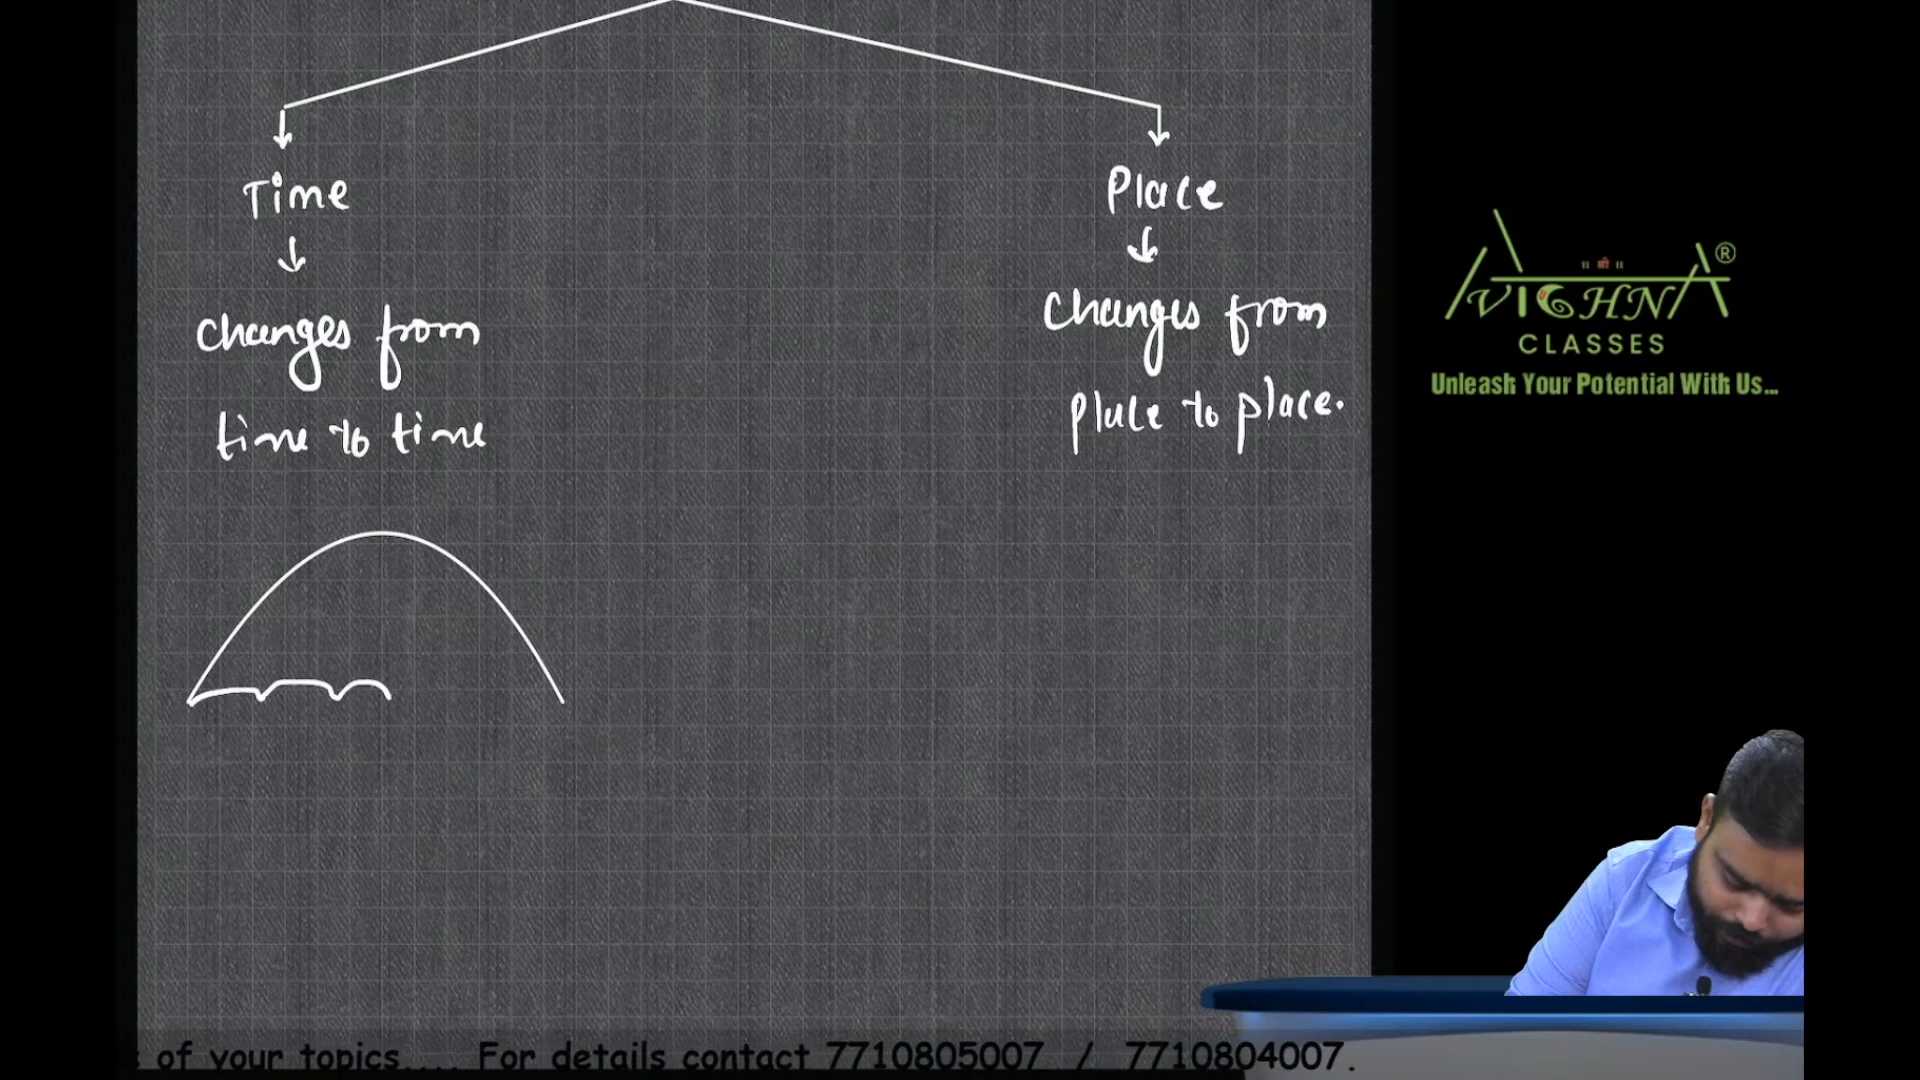 Time
Place
changes from
time to time
changes from
place to place.
AVIGHNA®
CLASSES
Unleash Your Potential With Us...
of your topics.... For details contact 7710805007 / 7710804007.